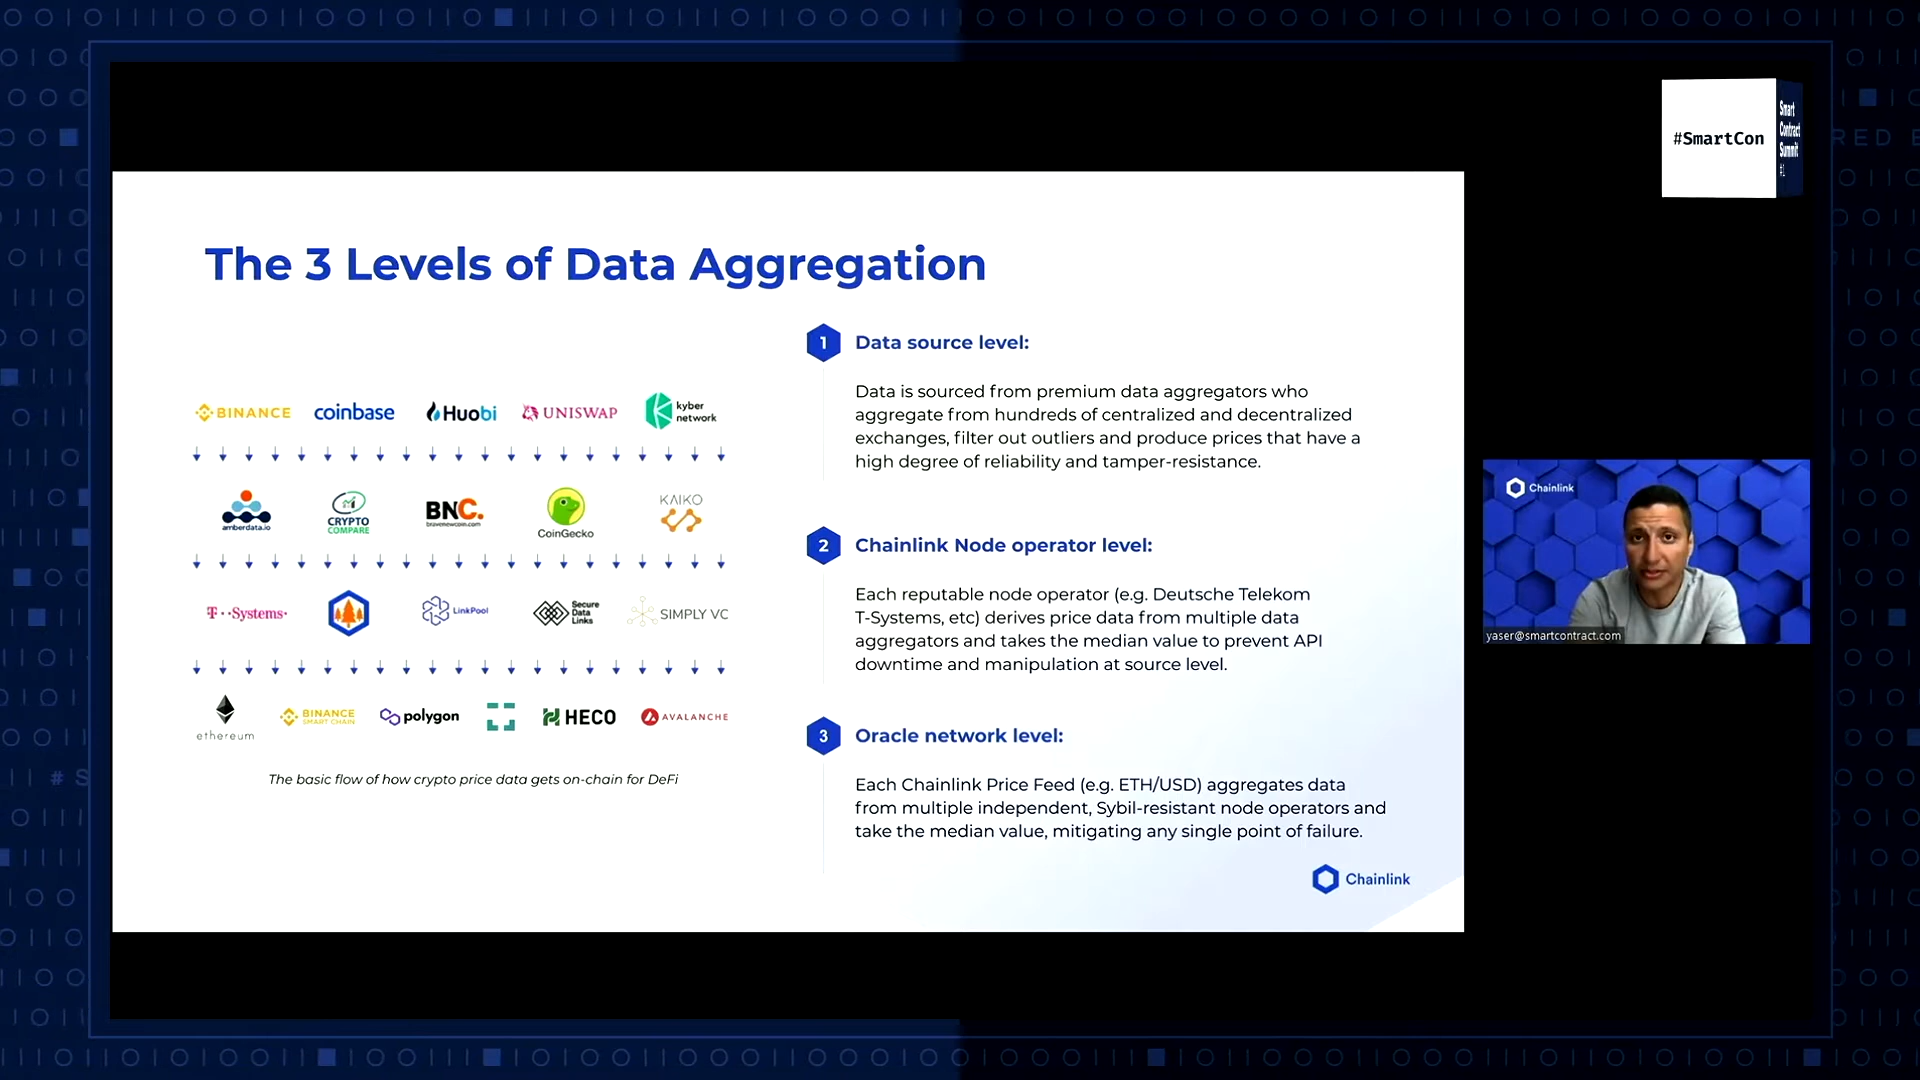 #SmartCon
Smart
Contract
Summit
#1
RED
The 3 Levels of Data Aggregation
BINANCE
coinbase
Huobi
UNISWAP
kyber
network
amberdata.io
CRYPTO
COMPARE
BNC.
bravenewcoin.com
CoinGecko
KAIKO
T··Systems·
LinkPool
Secure
Data
Links
SIMPLY VC
ethereum
BINANCE
SMART CHAIN
polygon
HECO
AVALANCHE
The basic flow of how crypto price data gets on-chain for DeFi
1
Data source level:
Data is sourced from premium data aggregators who
aggregate from hundreds of centralized and decentralized
exchanges, filter out outliers and produce prices that have a
high degree of reliability and tamper-resistance.
2
Chainlink Node operator level:
Each reputable node operator (e.g. Deutsche Telekom
T-Systems, etc) derives price data from multiple data
aggregators and takes the median value to prevent API
downtime and manipulation at source level.
3
Oracle network level:
Each Chainlink Price Feed (e.g. ETH/USD) aggregates data
from multiple independent, Sybil-resistant node operators and
take the median value, mitigating any single point of failure.
Chainlink
Chainlink
yaser@smartcontract.com